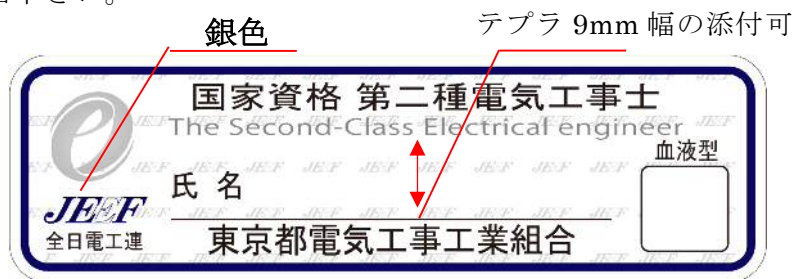 銀色
テプラ 9mm 幅の添付可
国家資格 第二種電気工事士
The Second-Class Electrical engineer
血液型
氏 名
JEEF
全日電工連
東京都電気工事工業組合